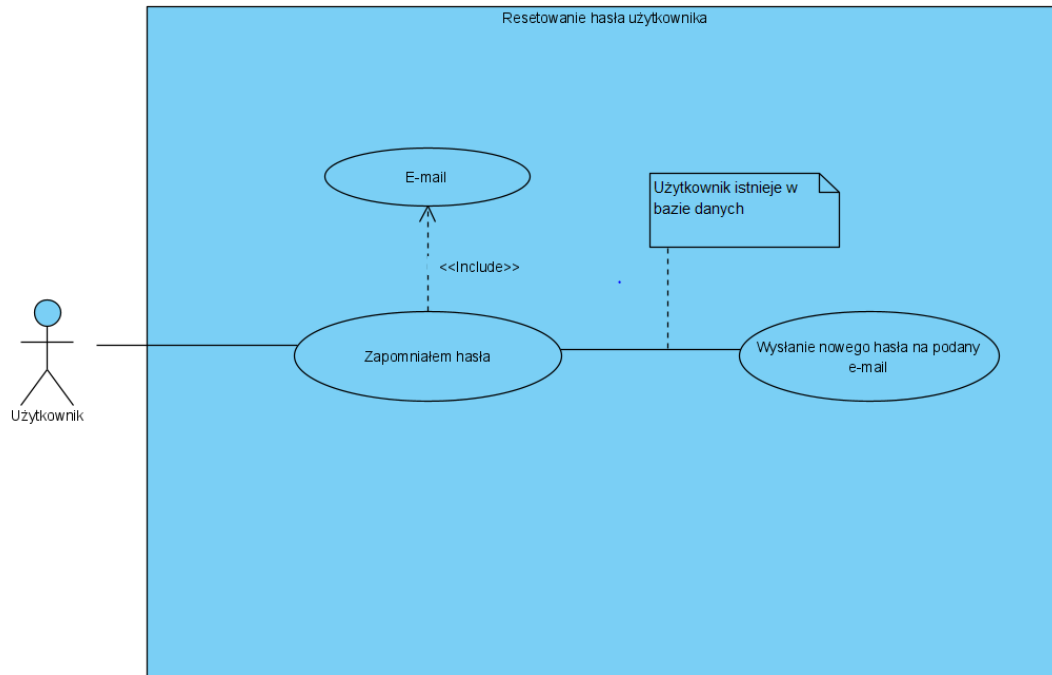 Resetowanie hasła użytkownika
E-mail
Użytkownik istnieje w
bazie danych
<<Include>>
Zapomniałem hasła
Wysłanie nowego hasła na podany
e-mail
Użytkownik